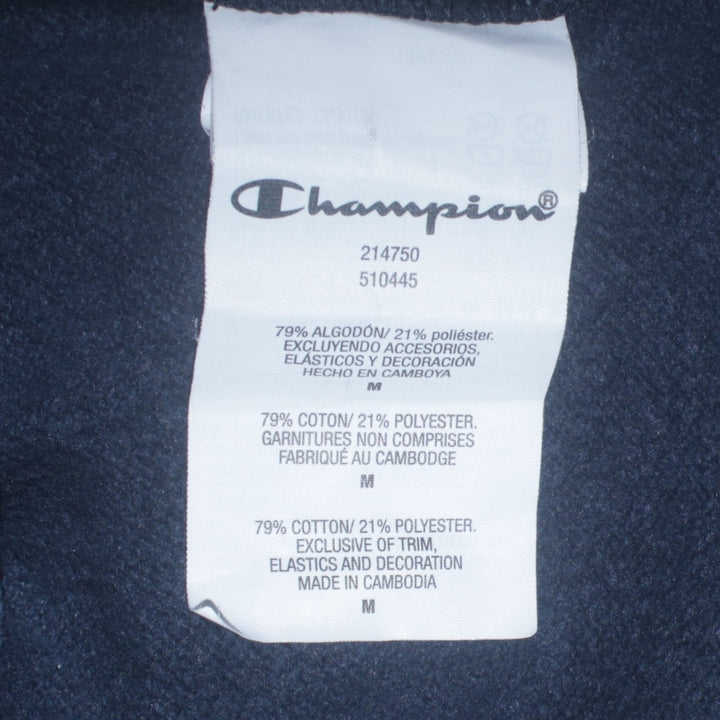 Champion®
214750
510445
79% ALGODÓN/ 21% poliéster.
EXCLUYENDO ACCESORIOS,
ELÁSTICOS Y DECORACIÓN
HECHO EN CAMBOYA
M
79% COTON/ 21% POLYESTER.
GARNITURES NON COMPRISES
FABRIQUÉ AU CAMBODGE
M
79% COTTON/ 21% POLYESTER.
EXCLUSIVE OF TRIM,
ELASTICS AND DECORATION
MADE IN CAMBODIA
M